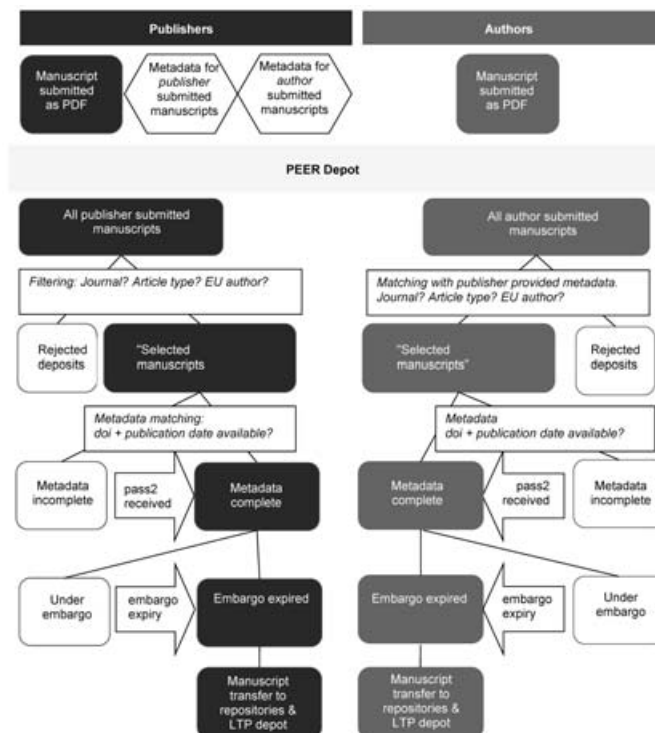 Publishers
Authors
Manuscript
submitted
as PDF
Metadata for
publisher
submitted
manuscripts
Metadata for
author
submitted
manuscripts
Manuscript
submitted
as PDF
PEER Depot
All publisher submitted
manuscripts
All author submitted
manuscripts
Filtering: Journal? Article type? EU author?
Matching with publisher provided metadata.
Journal? Article type? EU author?
Rejected
deposits
"Selected
manuscripts"
"Selected
manuscripts"
Rejected
deposits
Metadata matching:
doi + publication date available?
Metadata
doi + publication date available?
Metadata
incomplete
pass2
received
Metadata
complete
Metadata
complete
pass2
received
Metadata
incomplete
Under
embargo
embargo
expiry
Embargo expired
Embargo expired
embargo
expiry
Under
embargo
Manuscript
transfer to
repositories &
LTP depot
Manuscript
transfer to
repositories &
LTP depot